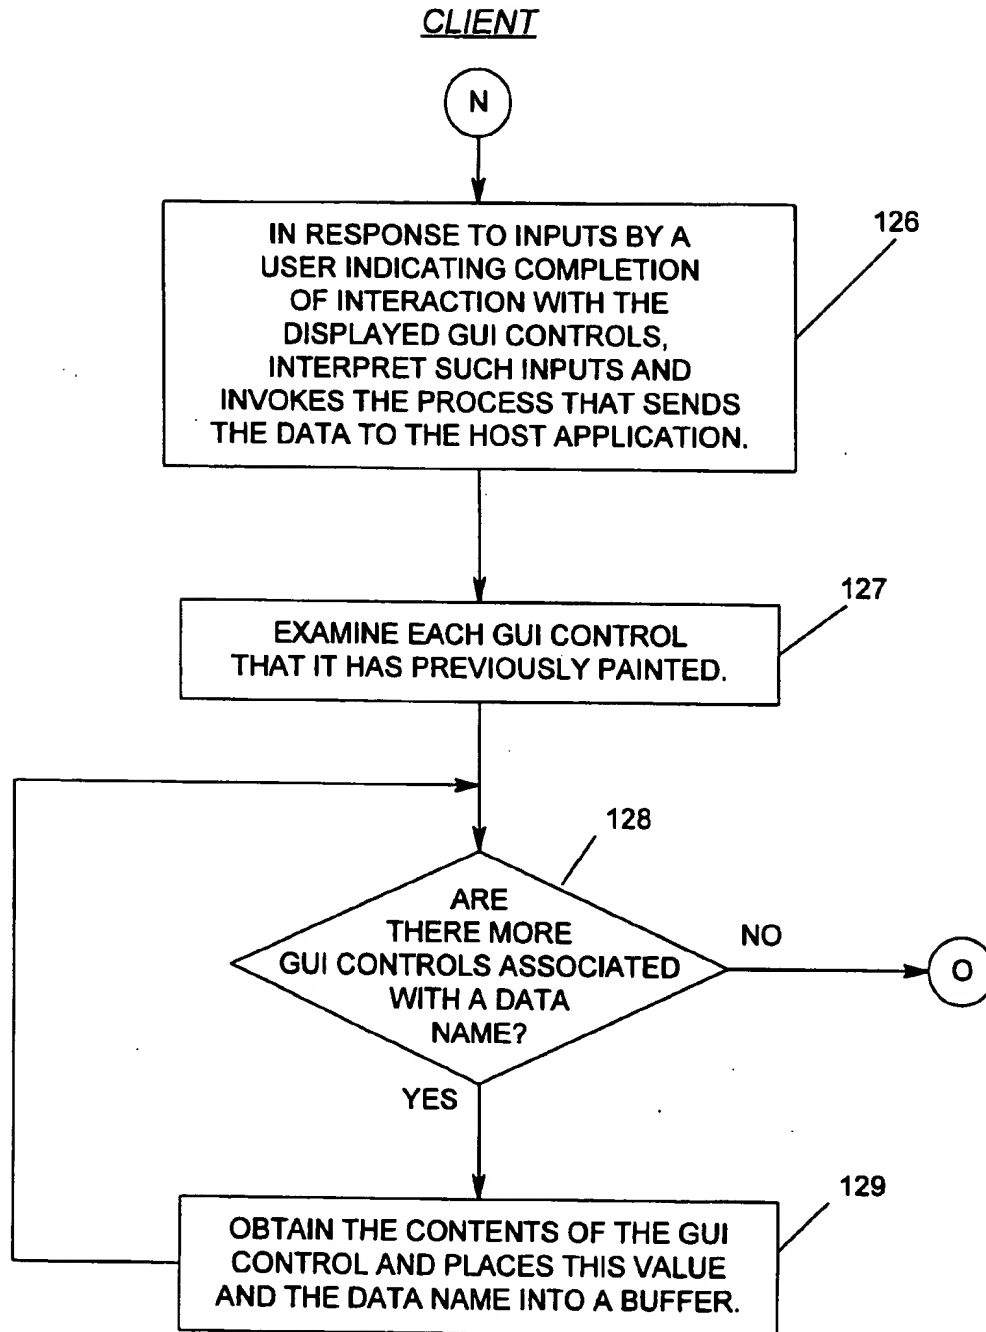 CLIENT
N
IN RESPONSE TO INPUTS BY A
USER INDICATING COMPLETION
OF INTERACTION WITH THE
DISPLAYED GUI CONTROLS,
INTERPRET SUCH INPUTS AND
INVOKES THE PROCESS THAT SENDS
THE DATA TO THE HOST APPLICATION.
126
EXAMINE EACH GUI CONTROL
THAT IT HAS PREVIOUSLY PAINTED.
127
ARE
THERE MORE
GUI CONTROLS ASSOCIATED
WITH A DATA
NAME?
128
NO
O
YES
OBTAIN THE CONTENTS OF THE GUI
CONTROL AND PLACES THIS VALUE
AND THE DATA NAME INTO A BUFFER.
129